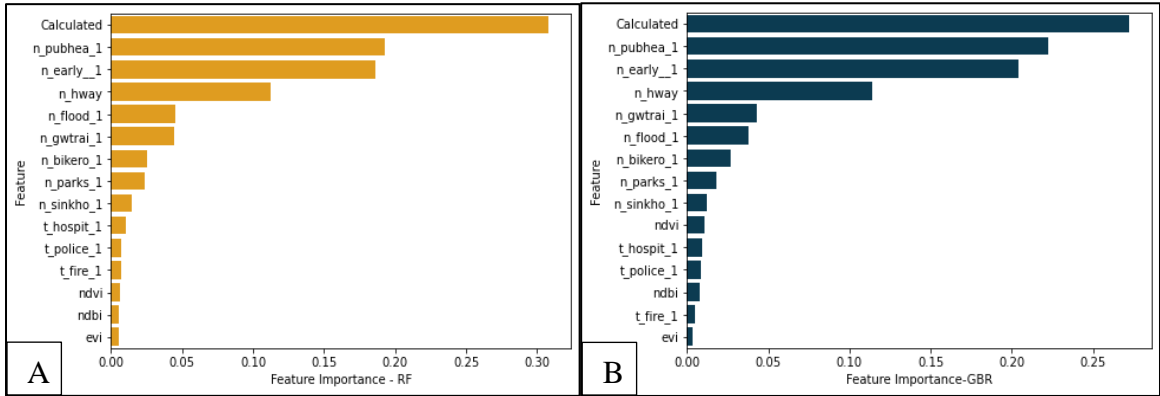 Feature
Calculated
n_pubhea_1
n_early__1
n_hway
n_flood_1
n_gwtrai_1
n_bikero_1
n_parks_1
n_sinkho_1
t_hospit_1
t_police_1
t_fire_1
ndvi
ndbi
evi
0.00 0.05 0.10 0.15 0.20 0.25 0.30
Feature Importance - RF
A
Feature
Calculated
n_pubhea_1
n_early__1
n_hway
n_gwtrai_1
n_flood_1
n_bikero_1
n_parks_1
n_sinkho_1
ndvi
t_hospit_1
t_police_1
ndbi
t_fire_1
evi
0.00 0.05 0.10 0.15 0.20 0.25
Feature Importance-GBR
B